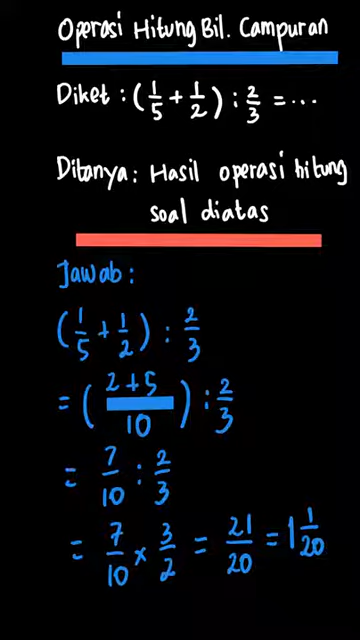 Operasi Hitung Bil. Campuran
Diket : (1/5 + 1/2) : 2/3 = ...
Ditanya : Hasil operasi hitung
soal diatas
Jawab :
(1/5 + 1/2) : 2/3
= (2+5/10) : 2/3
= 7/10 : 2/3
= 7/10 × 3/2 = 21/20 = 1 1/20